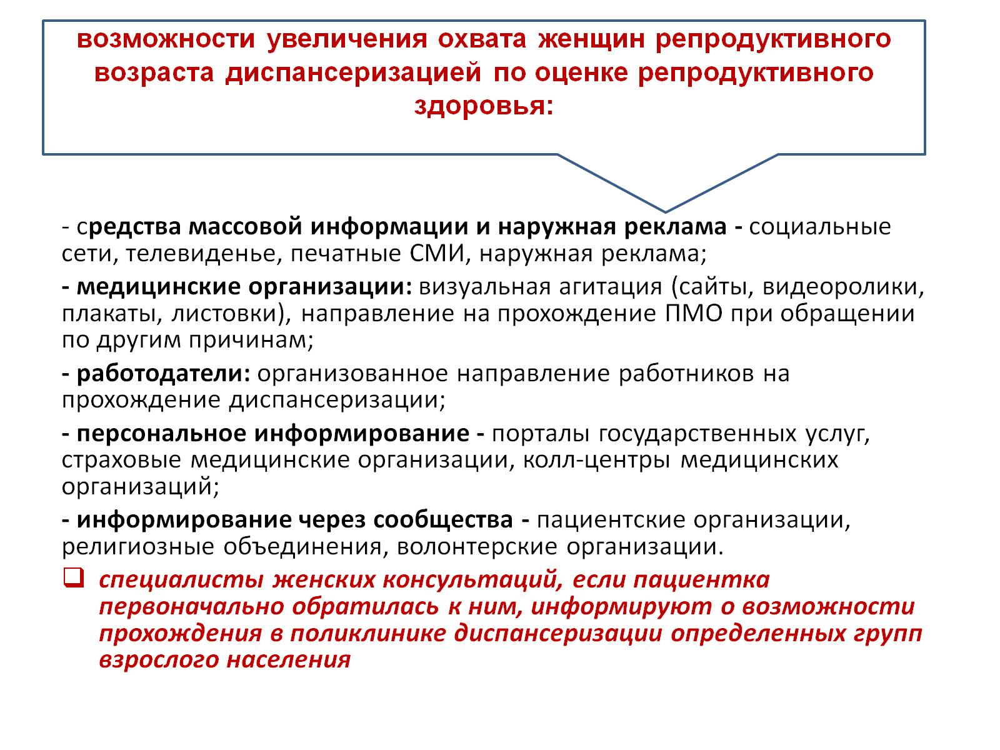 возможности увеличения охвата женщин репродуктивного
возраста диспансеризацией по оценке репродуктивного
здоровья:
- средства массовой информации и наружная реклама - социальные
сети, телевиденье, печатные СМИ, наружная реклама;
- медицинские организации: визуальная агитация (сайты, видеоролики,
плакаты, листовки), направление на прохождение ПМО при обращении
по другим причинам;
- работодатели: организованное направление работников на
прохождение диспансеризации;
- персональное информирование - порталы государственных услуг,
страховые медицинские организации, колл-центры медицинских
организаций;
- информирование через сообщества - пациентские организации,
религиозные объединения, волонтерские организации.
❑ специалисты женских консультаций, если пациентка
первоначально обратилась к ним, информируют о возможности
прохождения в поликлинике диспансеризации определенных групп
взрослого населения